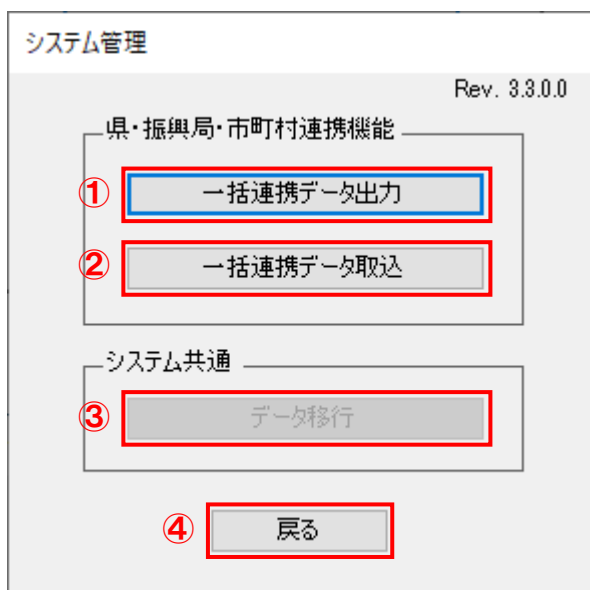 システム管理
Rev. 3.3.0.0
県・振興局・市町村連携機能
① 一括連携データ出力
② 一括連携データ取込
システム共通
③ データ移行
④ 戻る